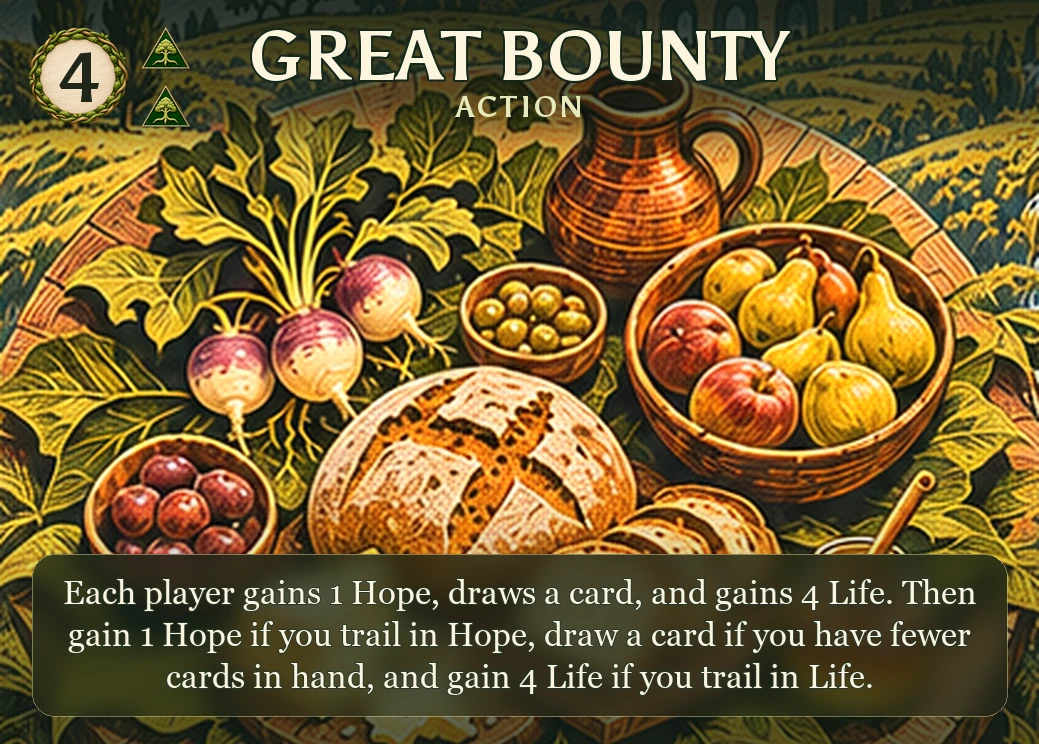 4
GREAT BOUNTY
ACTION
Each player gains 1 Hope, draws a card, and gains 4 Life. Then
gain 1 Hope if you trail in Hope, draw a card if you have fewer
cards in hand, and gain 4 Life if you trail in Life.